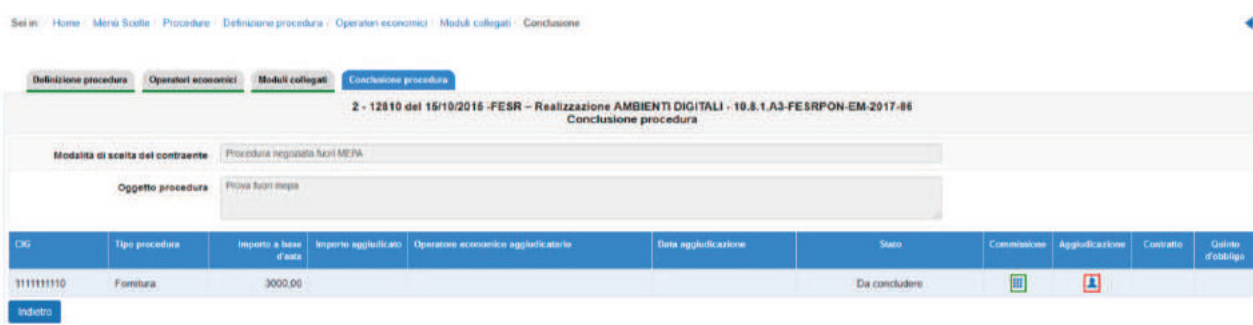 Sei in: / Home / Menù Scelte / Procedure / Definizione procedura / Operatori economici / Moduli collegati / Conclusione
Definizione procedura Operatori economici Moduli collegati Conclusione procedura
2 - 12810 del 15/10/2015 -FESR – Realizzazione AMBIENTI DIGITALI - 10.8.1.A3-FESRPON-EM-2017-86
Conclusione procedura
Modalità di scelta del contraente Procedura negoziata fuori MEPA
Oggetto procedura Prova fuori mepa
CIG Tipo procedura Importo a base d'asta Importo aggiudicato Operatore economico aggiudicatario Data aggiudicazione Stato Commissione Aggiudicazione Contratto Quinto d'obbligo
1111111110 Fornitura 3000,00 Da concludere
Indietro